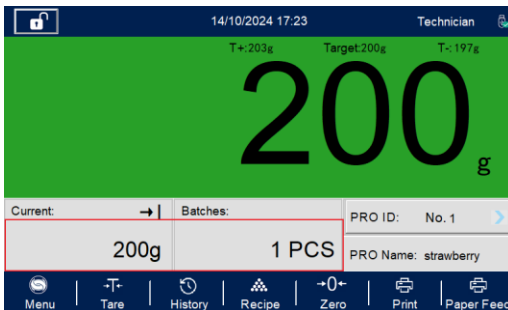 14/10/2024 17:23 Technician
T+:203g Target:200g T-:197g
200g
Current: Batches:
200g 1 PCS
PRO ID: No. 1
PRO Name: strawberry
Menu Tare History Recipe →0← Zero Print Paper Feed